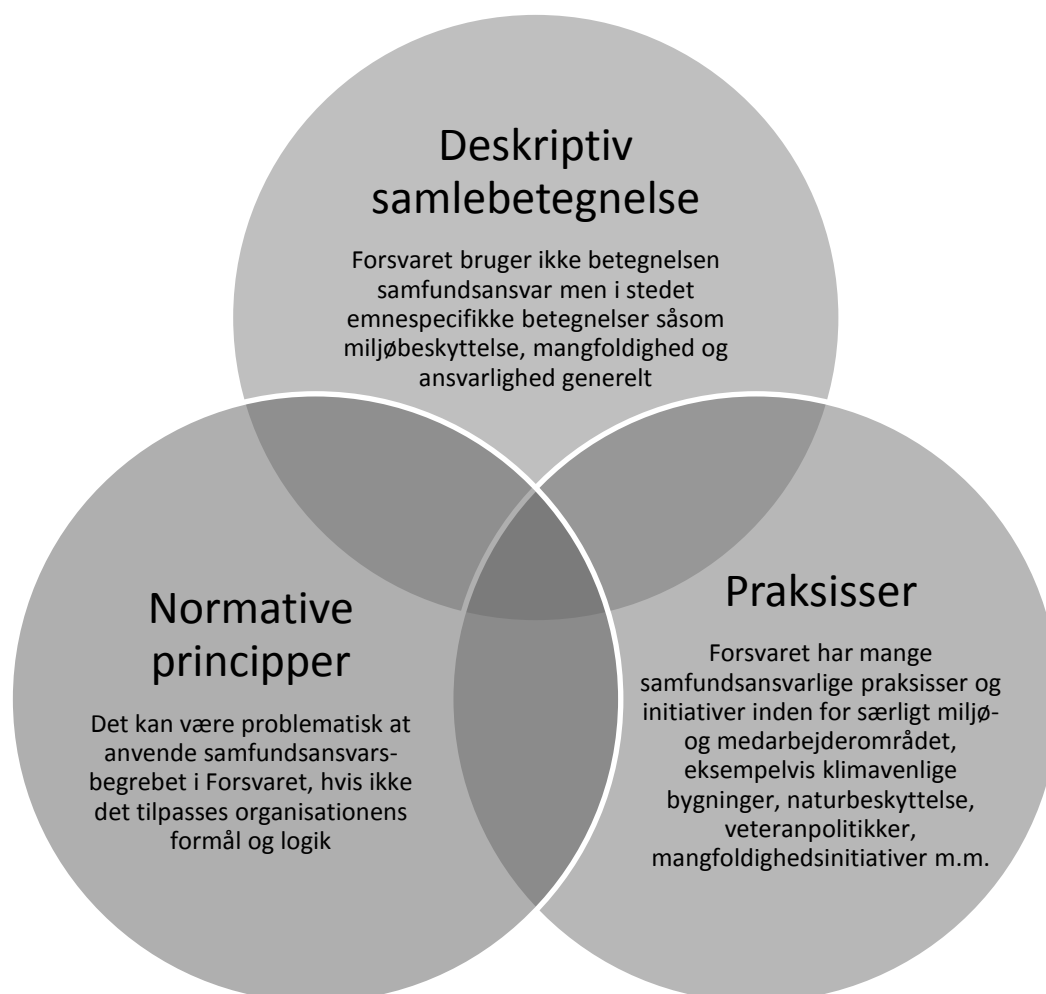 Deskriptiv
samlebetegnelse
Forsvaret bruger ikke betegnelsen
samfundsansvar men i stedet
emnespecifikke betegnelser såsom
miljøbeskyttelse, mangfoldighed og
ansvarlighed generelt
Normative
principper
Det kan være problematisk at
anvende samfundsansvars-
begrebet i Forsvaret, hvis ikke
det tilpasses organisationens
formål og logik
Praksisser
Forsvaret har mange
samfundsansvarlige praksisser og
initiativer inden for særligt miljø-
og medarbejderområdet,
eksempelvis klimavenlige
bygninger, naturbeskyttelse,
veteranpolitikker,
mangfoldighedsinitiativer m.m.